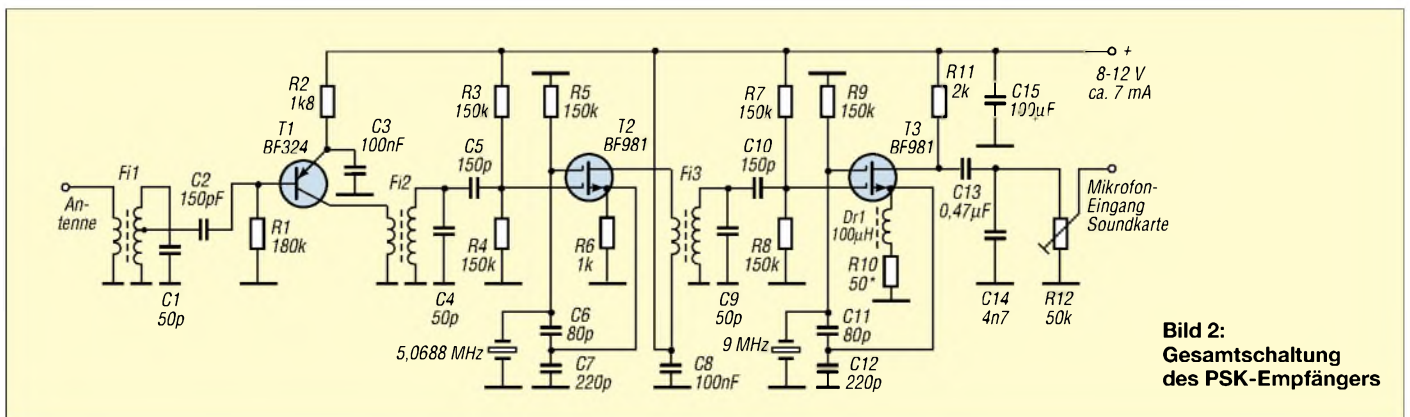 An-
tenne
Fi1
C1
50p
C2
150pF
R1
180k
R2
1k8
T1
BF324
C3
100nF
Fi2
C4
50p
C5
150p
R3
150k
R4
150k
5,0688 MHz
R5
150k
C6
80p
C7
220p
T2
BF981
R6
1k
C8
100nF
Fi3
C9
50p
C10
150p
R7
150k
R8
150k
9 MHz
R9
150k
C11
80p
C12
220p
T3
BF981
Dr1
100µH
R10
50*
R11
2k
C13
0,47µF
C14
4n7
C15
100µF
R12
50k
+
8-12 V
ca. 7 mA
Mikrofon-
Eingang
Soundkarte
Bild 2:
Gesamtschaltung
des PSK-Empfängers